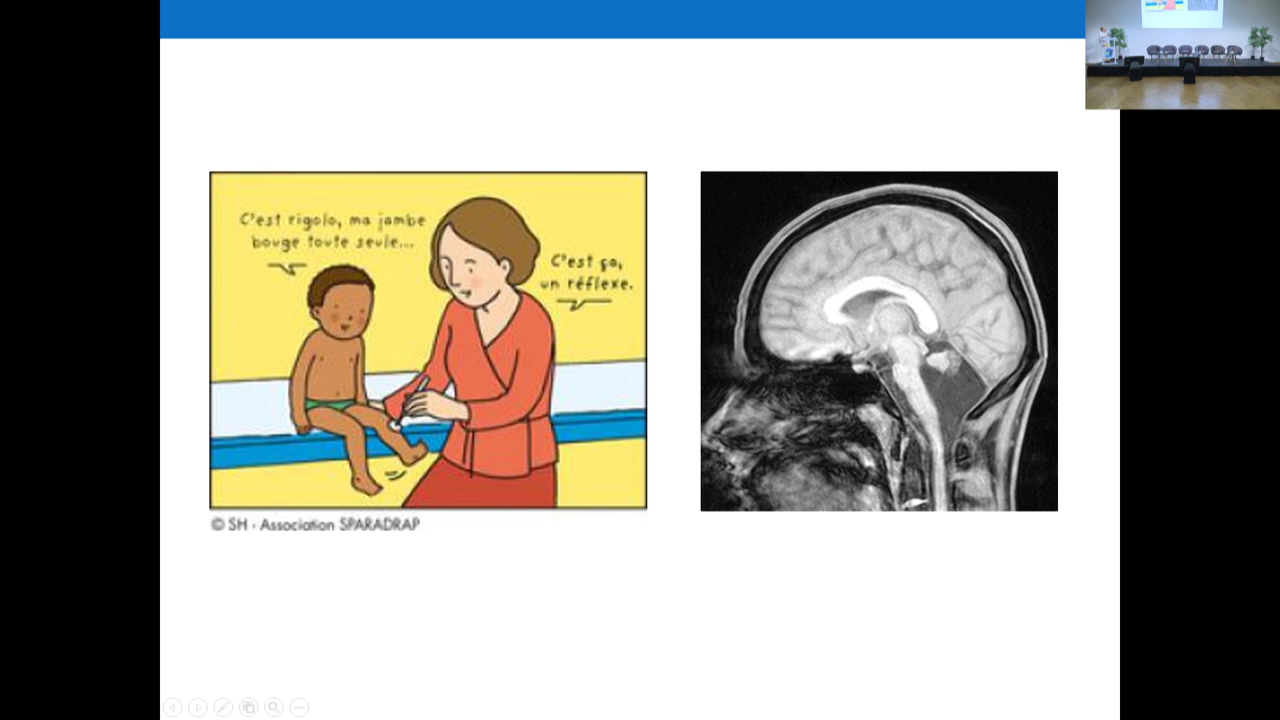 C'est rigolo, ma jambe
bouge toute seule...
C'est ça,
un réflexe.
© SH - Association SPARADRAP